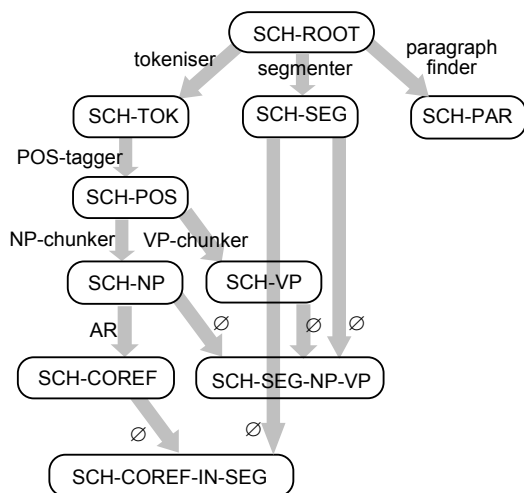 SCH-ROOT
tokeniser
segmenter
paragraph
finder
SCH-TOK
SCH-SEG
SCH-PAR
POS-tagger
SCH-POS
NP-chunker
VP-chunker
SCH-NP
SCH-VP
AR
∅
∅
∅
SCH-COREF
SCH-SEG-NP-VP
∅
∅
SCH-COREF-IN-SEG